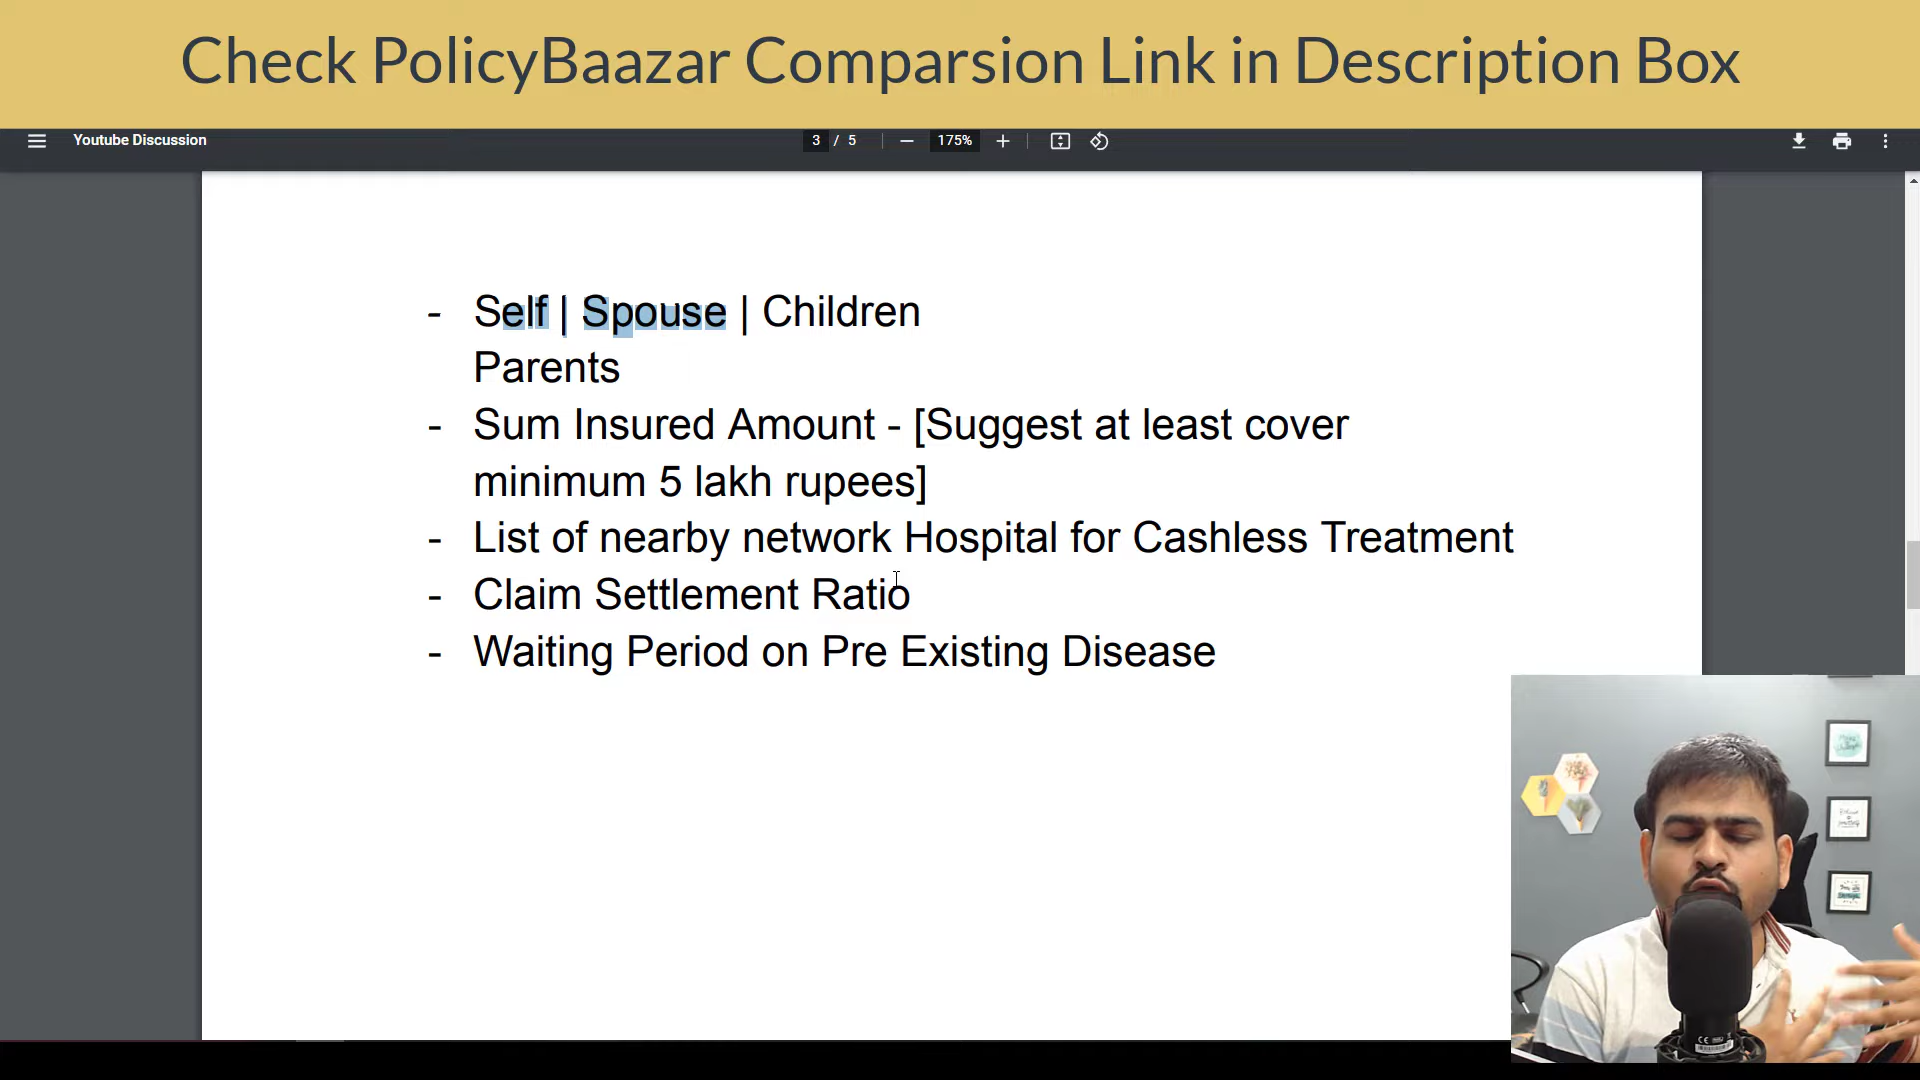 Check PolicyBaazar Comparsion Link in Description Box
Youtube Discussion
3 / 5
175%
- Self | Spouse | Children
Parents
- Sum Insured Amount - [Suggest at least cover
minimum 5 lakh rupees]
- List of nearby network Hospital for Cashless Treatment
- Claim Settlement Ratio
- Waiting Period on Pre Existing Disease